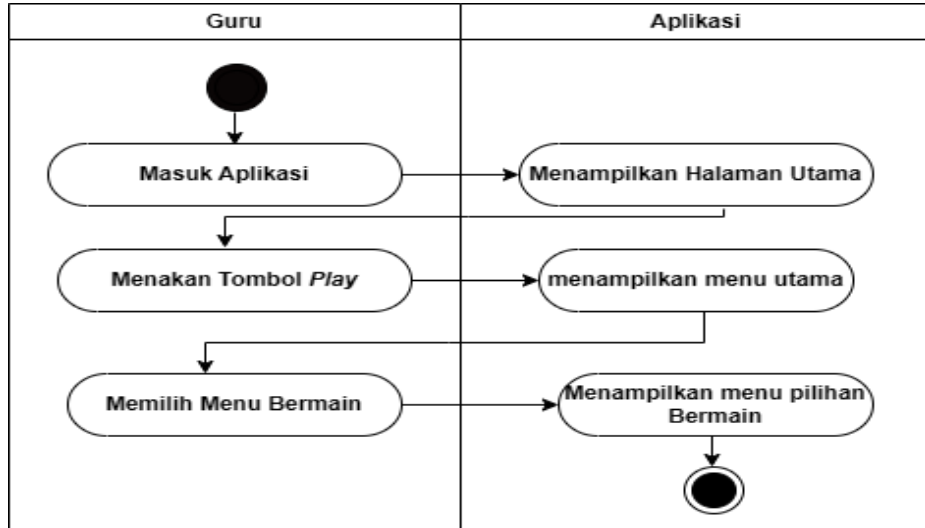 Guru
Aplikasi
Masuk Aplikasi
Menampilkan Halaman Utama
Menakan Tombol Play
menampilkan menu utama
Memilih Menu Bermain
Menampilkan menu pilihan
Bermain